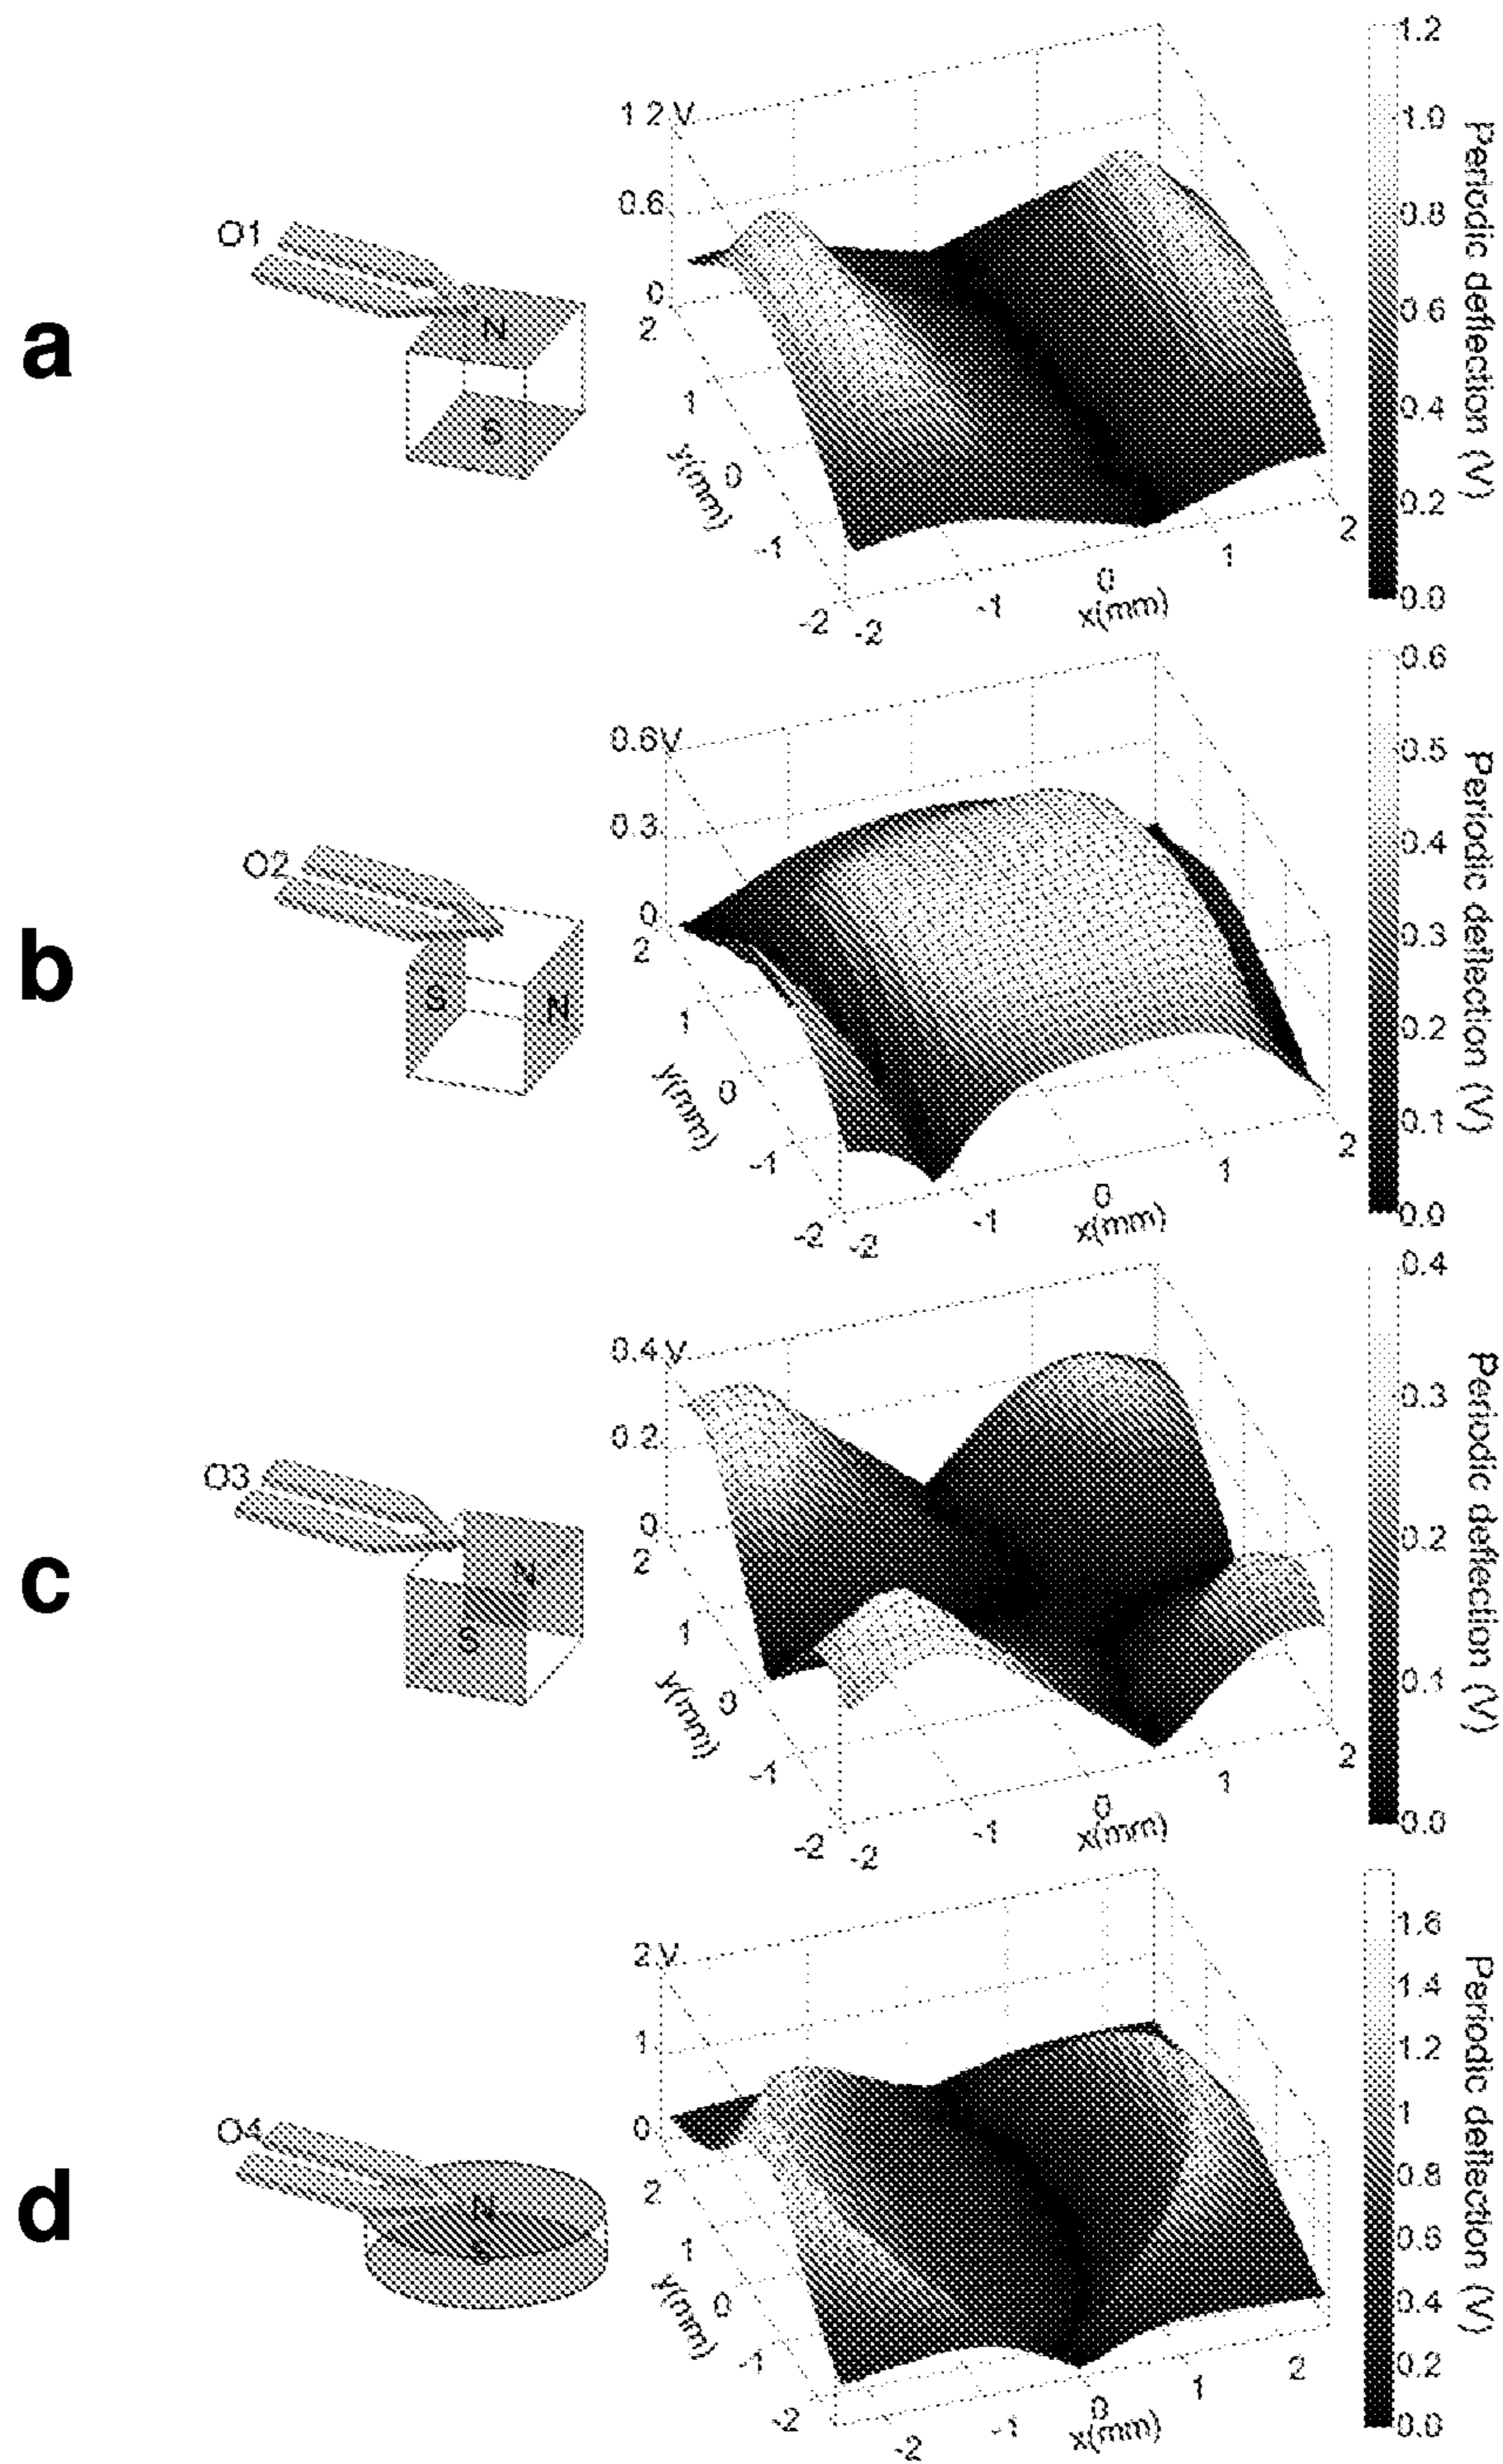 a
O1
N
S
1.2 V
0.6
0
2
1
0
-1
-2
y(mm)
-2
-1
0
1
2
x(mm)
1.2
1.0
0.8
0.6
0.4
0.2
0.0
Periodic deflection (V)
b
O2
S
N
0.6V
0.3
0
2
1
0
-1
-2
y(mm)
-2
-1
0
1
2
x(mm)
0.6
0.5
0.4
0.3
0.2
0.1
0.0
Periodic deflection (V)
c
O3
N
S
0.4V
0.2
0
2
1
0
-1
-2
y(mm)
-2
-1
0
1
2
x(mm)
0.4
0.3
0.2
0.1
0.0
Periodic deflection (V)
d
O4
N
S
2V
1
0
2
1
0
-1
-2
y(mm)
-2
-1
0
1
2
x(mm)
1.6
1.4
1.2
1
0.8
0.6
0.4
0.2
0.0
Periodic deflection (V)